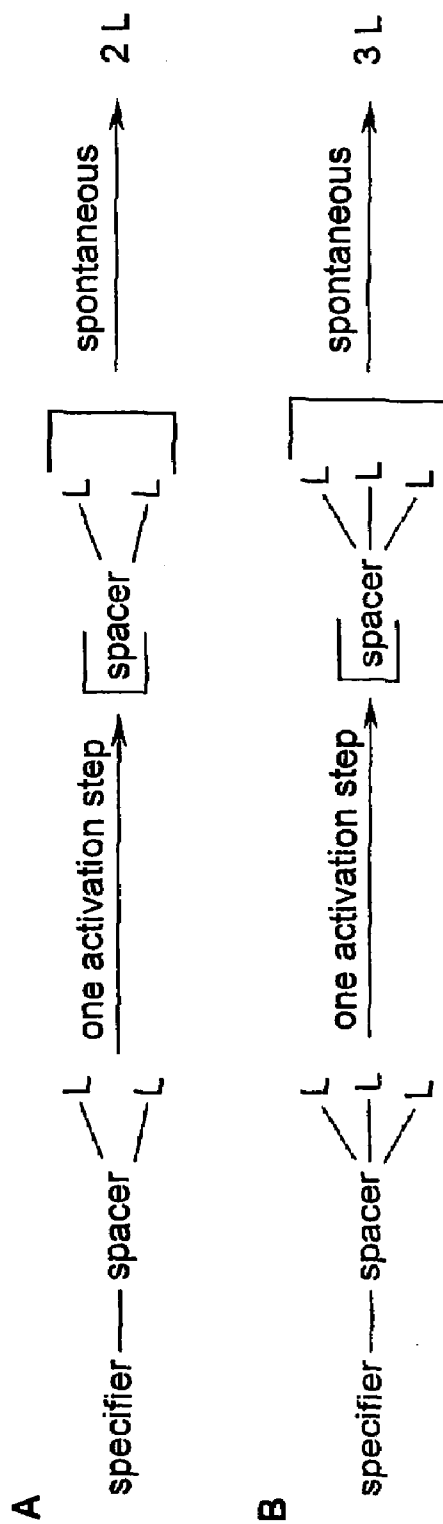 A
specifier — spacer L L one activation step [ spacer L L ] spontaneous 2 L
B
specifier — spacer L L L one activation step [ spacer L L L ] spontaneous 3 L